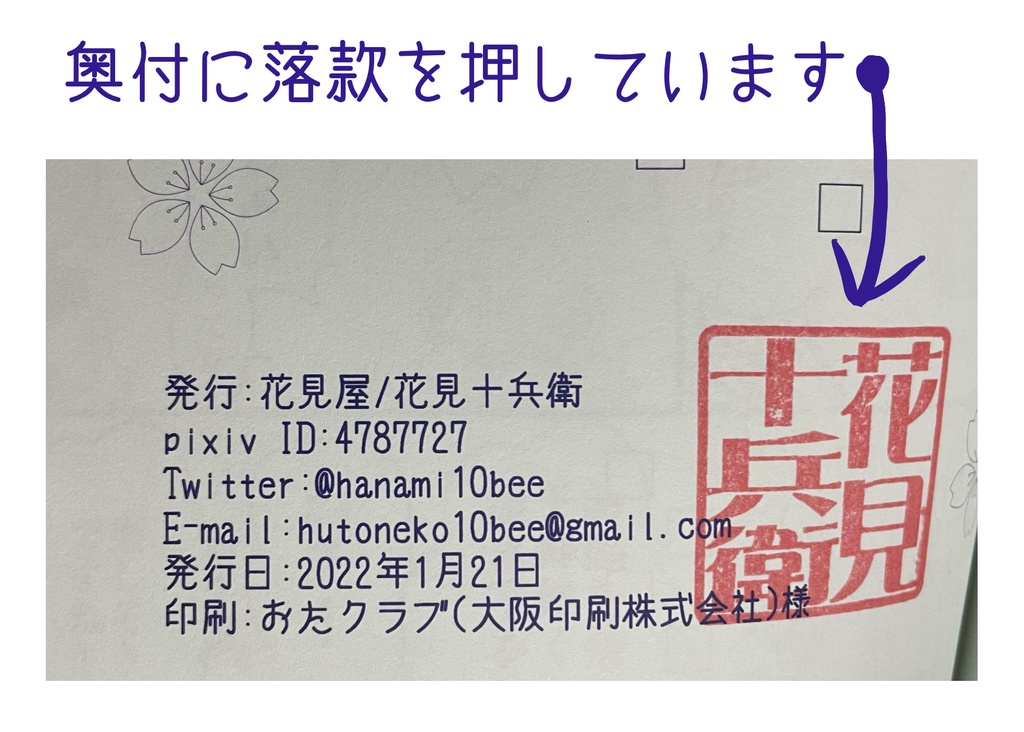 奥付に落款を押しています
発行:花見屋/花見十兵衛
pixiv ID:4787727
Twitter:@hanami10bee
E-mail:hutoneko10bee@gmail.com
発行日:2022年1月21日
印刷:おたクラブ(大阪印刷株式会社)様
花見
十兵衛